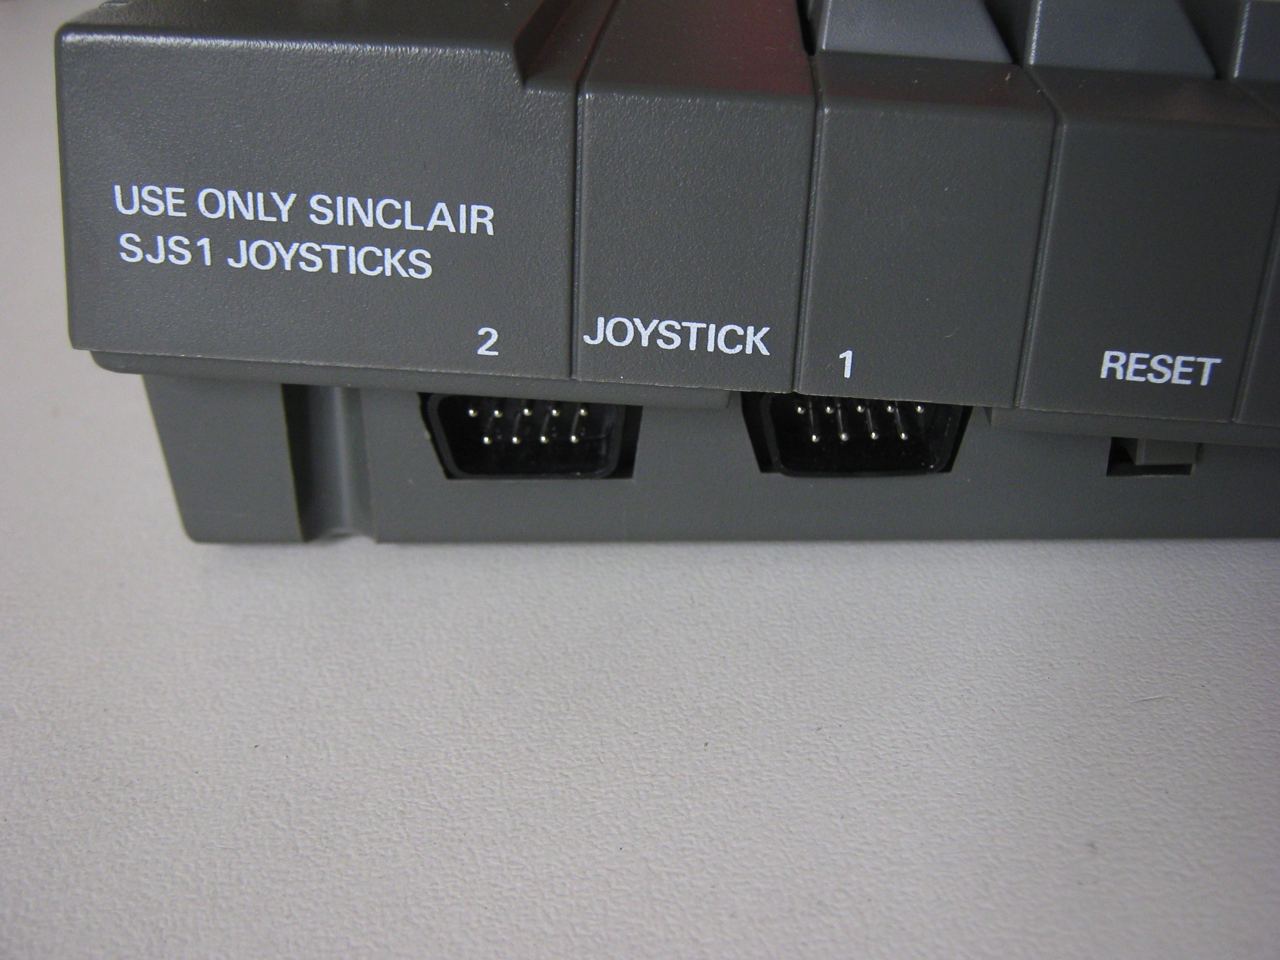 USE ONLY SINCLAIR
SJS1 JOYSTICKS
2 JOYSTICK 1
RESET